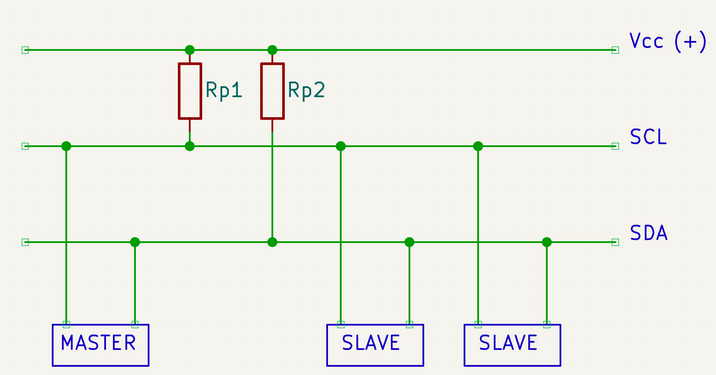 Vcc (+)
Rp1
Rp2
SCL
SDA
MASTER
SLAVE
SLAVE